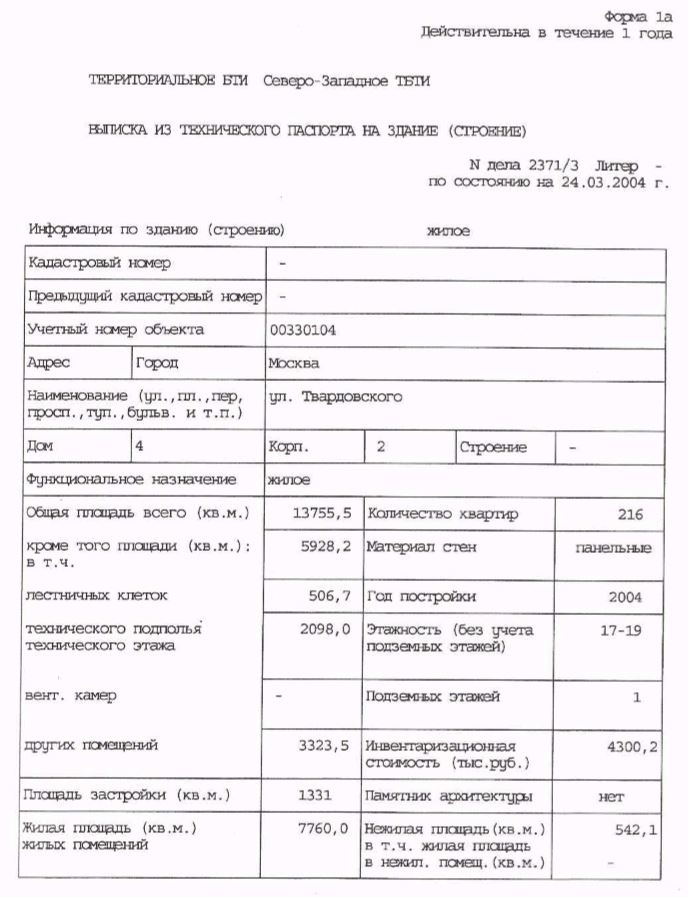 Форма 1а
Действительна в течение 1 года
ТЕРРИТОРИАЛЬНОЕ БТИ Северо-Западное ТБТИ
ВЫПИСКА ИЗ ТЕХНИЧЕСКОГО ПАСПОРТА НА ЗДАНИЕ (СТРОЕНИЕ)
N дела 2371/3 Литер -
по состоянию на 24.03.2004 г.
Информация по зданию (строению) жилое
Кадастровый номер -
Предыдущий кадастровый номер -
Учетный номер объекта 00330104
Адрес Город Москва
Наименование (ул.,пл.,пер, ул. Твардовского
просп.,туп.,бульв. и т.п.)
Дом 4 Корп. 2 Строение -
Функциональное назначение жилое
Общая площадь всего (кв.м.) 13755,5 Количество квартир 216
кроме того площади (кв.м.): 5928,2 Материал стен панельные
в т.ч.
лестничных клеток 506,7 Год постройки 2004
технического подполья 2098,0 Этажность (без учета 17-19
технического этажа подземных этажей)
вент. камер - Подземных этажей 1
других помещений 3323,5 Инвентаризационная 4300,2
стоимость (тыс.руб.)
Площадь застройки (кв.м.) 1331 Памятник архитектуры нет
Жилая площадь (кв.м.) 7760,0 Нежилая площадь(кв.м.) 542,1
жилых помещений в т.ч. жилая площадь
в нежил. помещ.(кв.м.) -